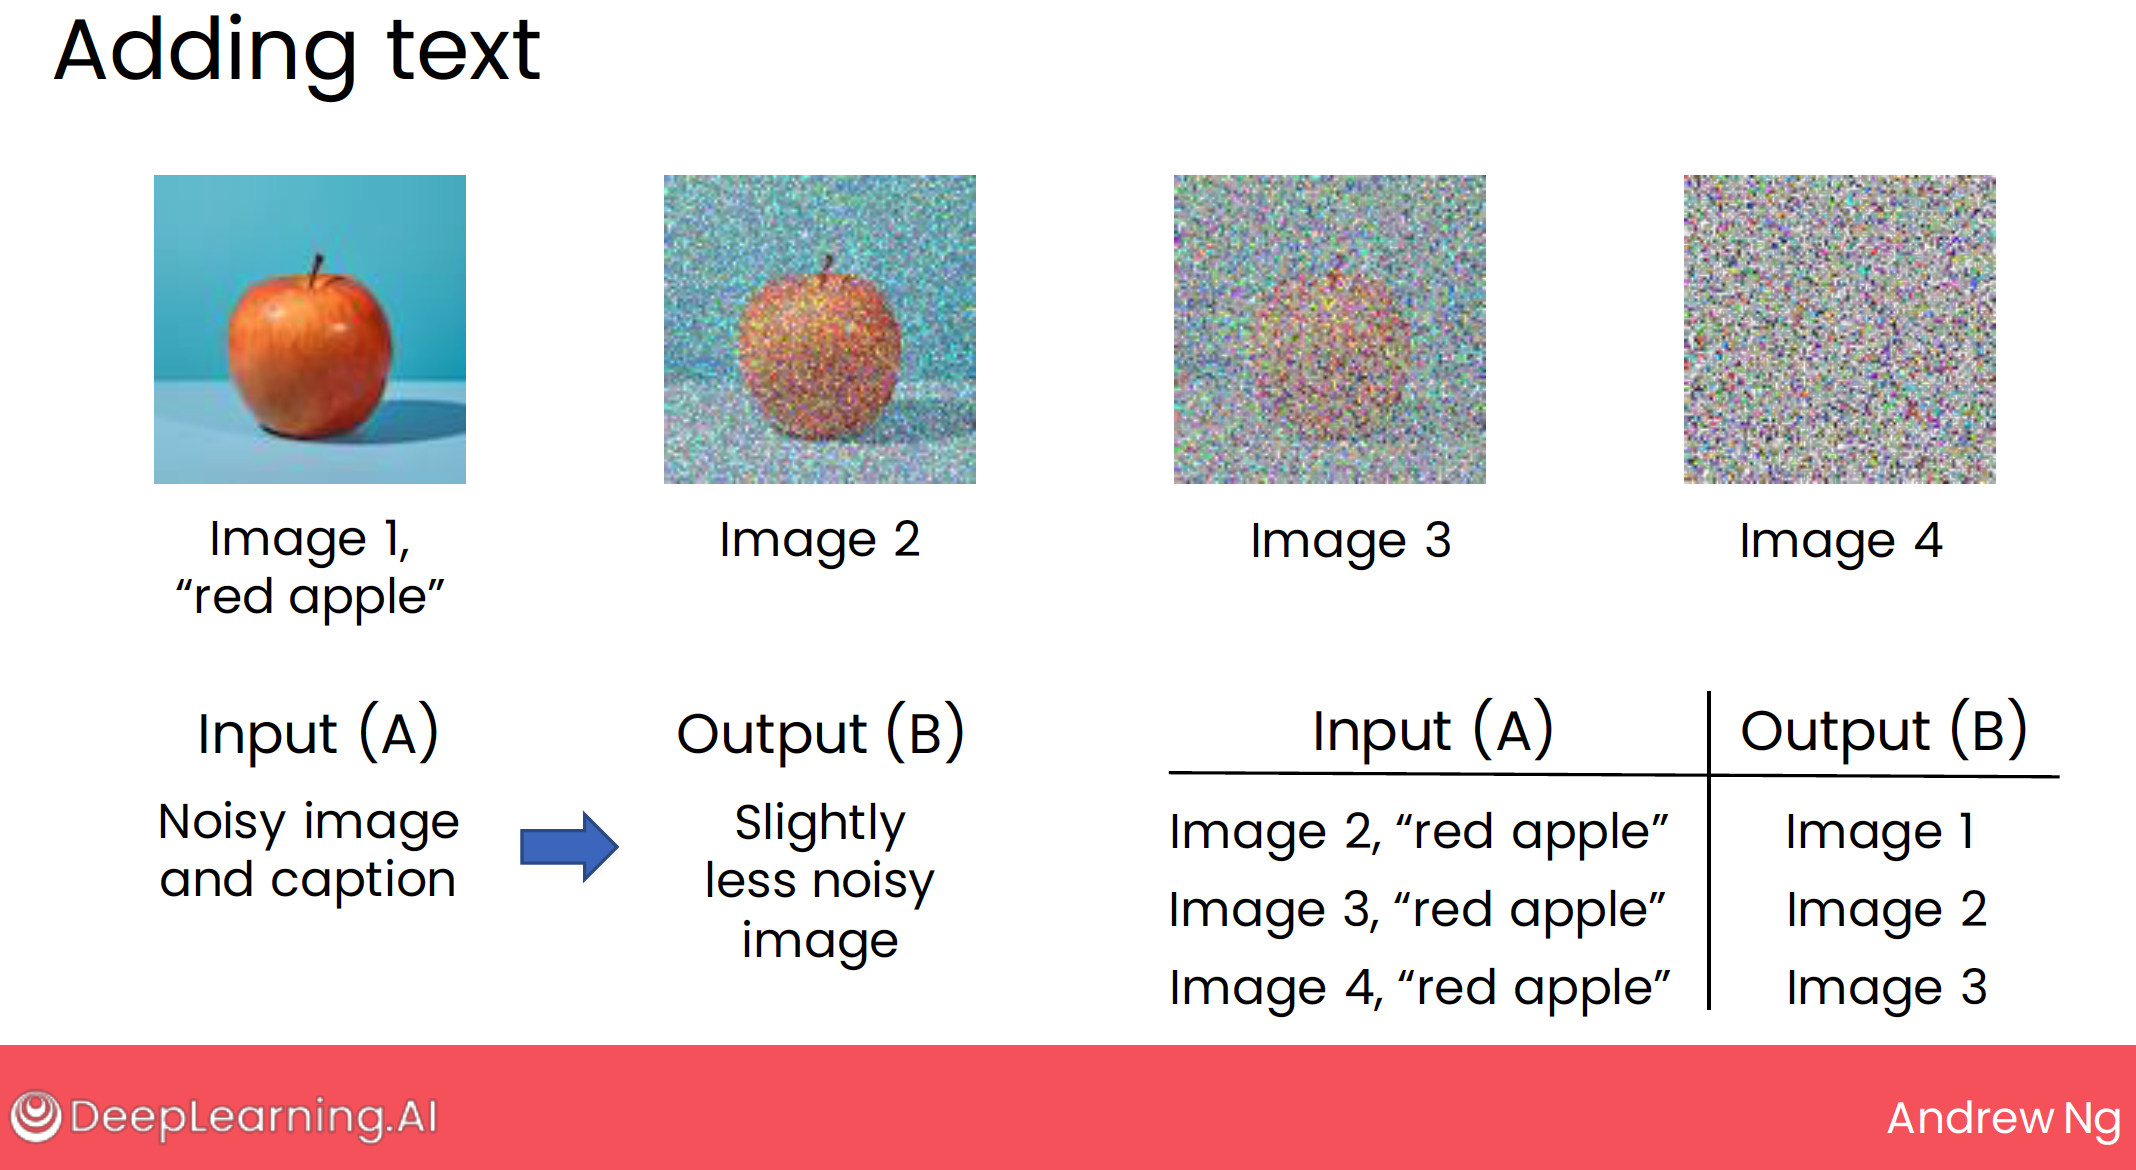 Adding text
Image 1,
“red apple”
Image 2
Image 3
Image 4
Input (A)
Noisy image
and caption
Output (B)
Slightly
less noisy
image
Input (A) Output (B)
Image 2, “red apple” Image 1
Image 3, “red apple” Image 2
Image 4, “red apple” Image 3
DeepLearning.AI
Andrew Ng